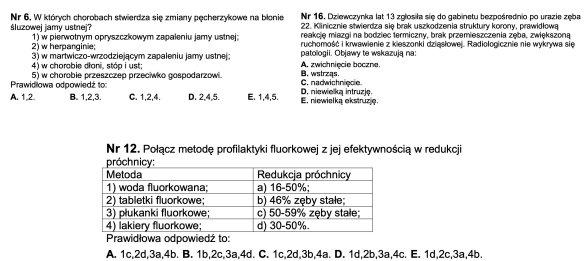 Nr 6. W których chorobach stwierdza się zmiany pęcherzykowe na błonie
śluzowej jamy ustnej?
1) w pierwotnym opryszczkowym zapaleniu jamy ustnej;
2) w herpanginie;
3) w martwiczo-wrzodziejącym zapaleniu jamy ustnej;
4) w chorobie dłoni, stóp i ust;
5) w chorobie przeszczep przeciwko gospodarzowi.
Prawidłowa odpowiedź to:
A. 1,2. B. 1,2,3. C. 1,2,4. D. 2,4,5. E. 1,4,5.
Nr 16. Dziewczynka lat 13 zgłosiła się do gabinetu bezpośrednio po urazie zęba
22. Klinicznie stwierdza się brak uszkodzenia struktury korony, prawidłową
reakcję miazgi na bodziec termiczny, brak przemieszczenia zęba, zwiększoną
ruchomość i krwawienie z kieszonki dziąsłowej. Radiologicznie nie wykrywa się
patologii. Objawy te wskazują na:
A. zwichnięcie boczne.
B. wstrząs.
C. nadwichnięcie.
D. niewielką intruzję.
E. niewielką ekstruzję.
Nr 12. Połącz metodę profilaktyki fluorkowej z jej efektywnością w redukcji
próchnicy:
Metoda Redukcja próchnicy
1) woda fluorkowana; a) 16-50%;
2) tabletki fluorkowe; b) 46% zęby stałe;
3) płukanki fluorkowe; c) 50-59% zęby stałe;
4) lakiery fluorkowe; d) 30-50%.
Prawidłowa odpowiedź to:
A. 1c,2d,3a,4b. B. 1b,2c,3a,4d. C. 1c,2d,3b,4a. D. 1d,2b,3a,4c. E. 1d,2c,3a,4b.